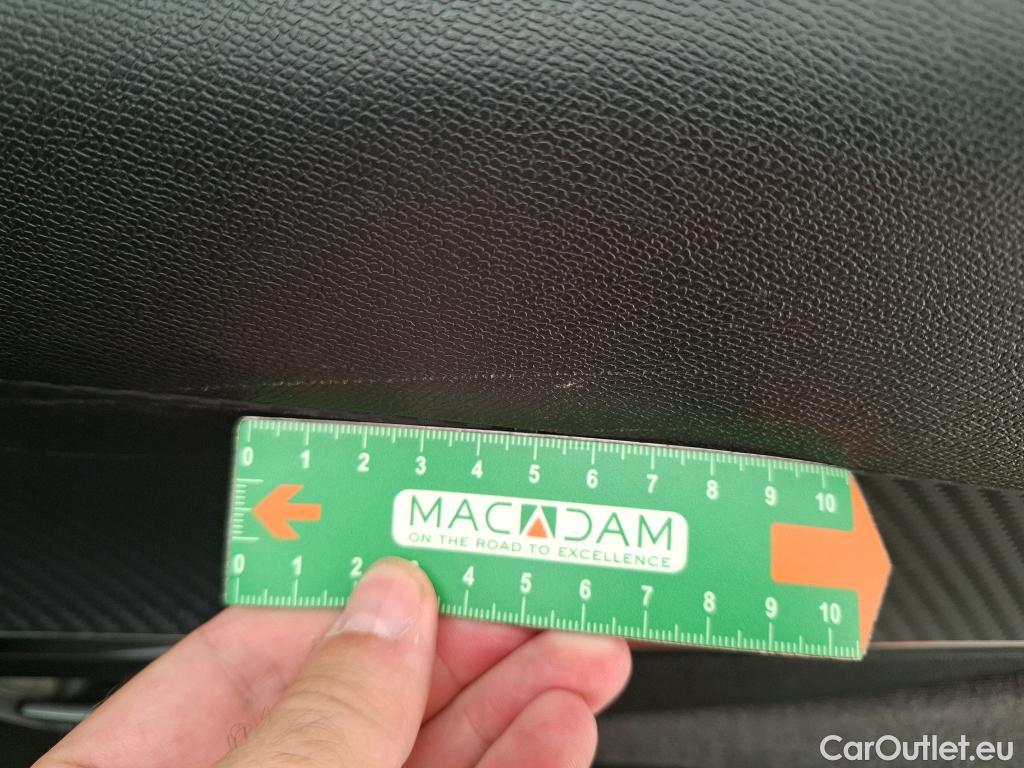 0 1 2 3 4 5 6 7 8 9 10
MACADAM
ON THE ROAD TO EXCELLENCE
0 1 2 3 4 5 6 7 8 9 10
CarOutlet.eu